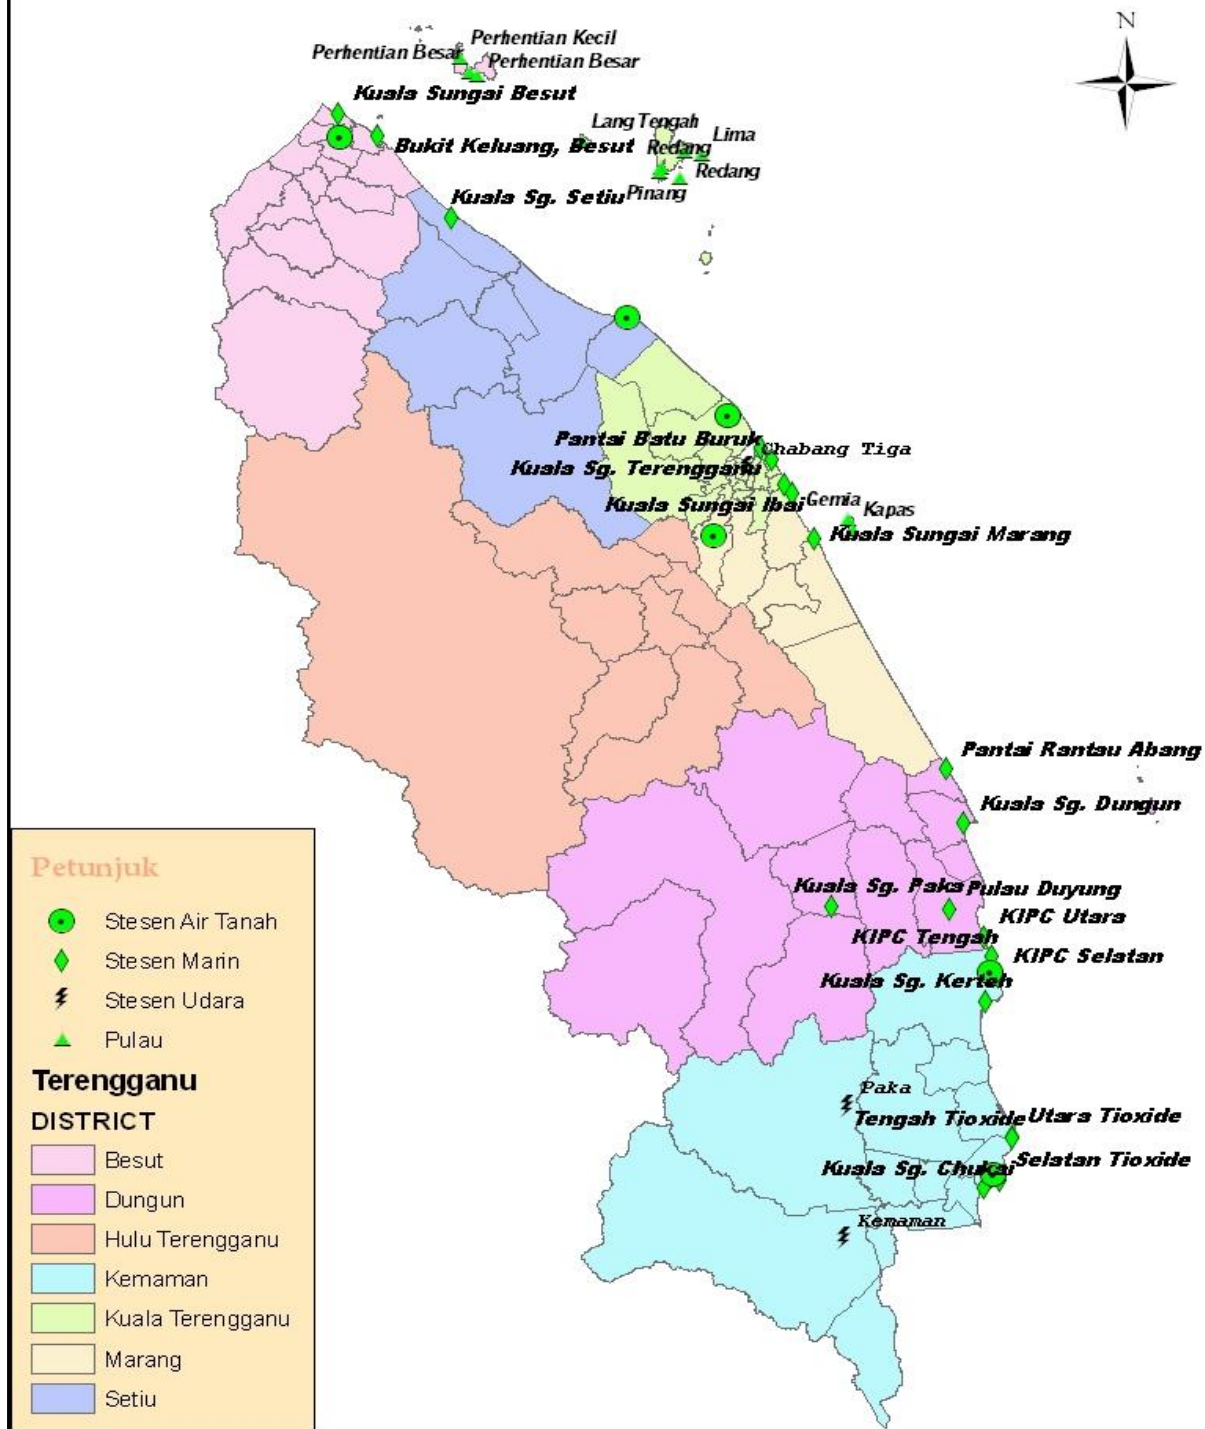 N
Perhentian Kecil
Perhentian Besar
Perhentian Besar
Kuala Sungai Besut
Lang Tengah
Lima
Bukit Keluang, Besut
Redang
Redang
Pinang
Kuala Sg. Setiu
Pantai Batu Buruk
Chabang Tiga
Kuala Sg. Terengganu
Kuala Sungai Ibai
Gemia
Kapas
Kuala Sungai Marang
Pantai Rantau Abang
Kuala Sg. Dungun
Kuala Sg. Paka
Pulau Duyung
KIPC Utara
KIPC Tengah
KIPC Selatan
Kuala Sg. Kerteh
Paka
Tengah Tioxide
Utara Tioxide
Kuala Sg. Chukai
Selatan Tioxide
Kemaman
Petunjuk
Stesen Air Tanah
Stesen Marin
Stesen Udara
Pulau
Terengganu
DISTRICT
Besut
Dungun
Hulu Terengganu
Kemaman
Kuala Terengganu
Marang
Setiu